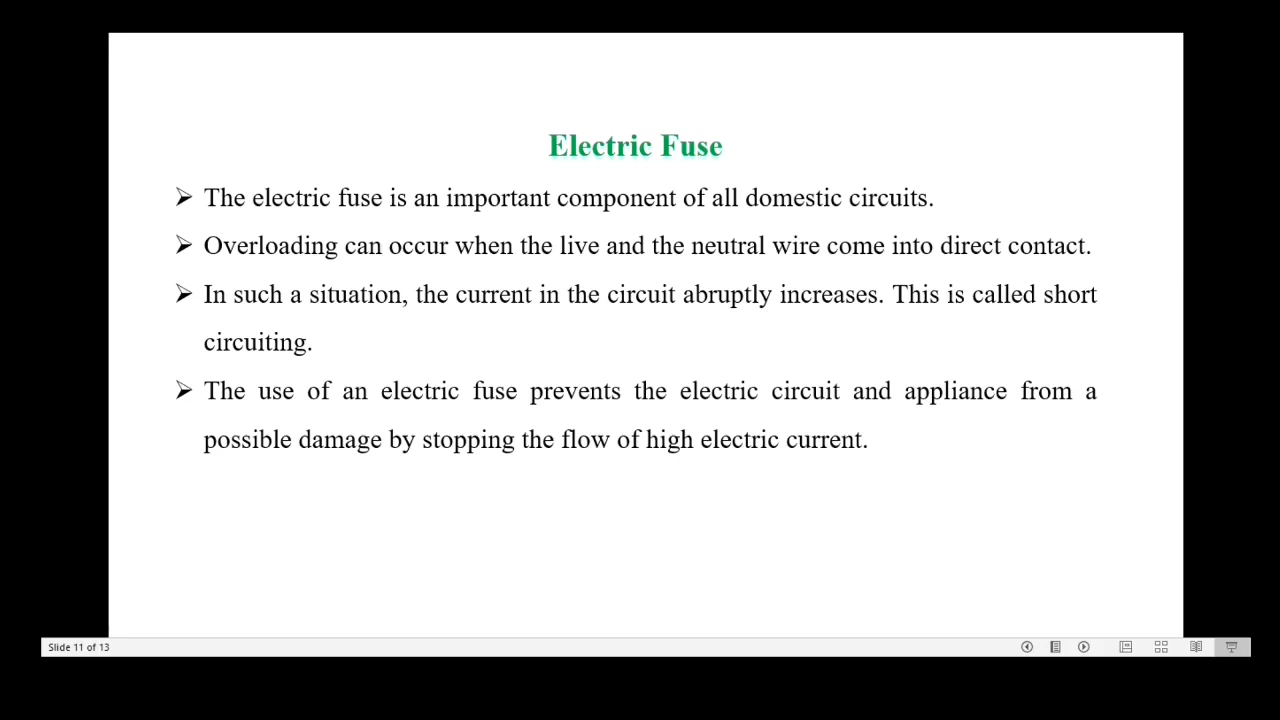 Electric Fuse
➢ The electric fuse is an important component of all domestic circuits.
➢ Overloading can occur when the live and the neutral wire come into direct contact.
➢ In such a situation, the current in the circuit abruptly increases. This is called short
circuiting.
➢ The use of an electric fuse prevents the electric circuit and appliance from a
possible damage by stopping the flow of high electric current.
Slide 11 of 13